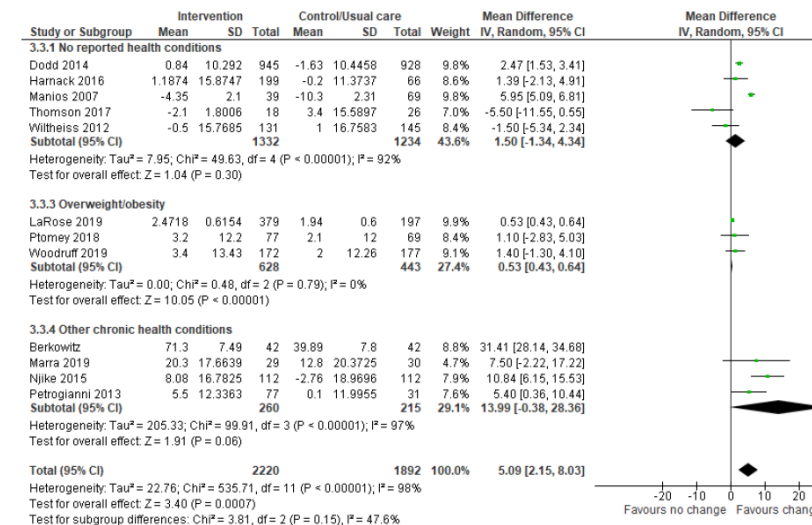 Intervention Control/Usual care Mean Difference Mean Difference
Study or Subgroup Mean SD Total Mean SD Total Weight IV, Random, 95% CI IV, Random, 95% CI
3.3.1 No reported health conditions
Dodd 2014 0.84 10.292 945 -1.63 10.4458 928 9.8% 2.47 [1.53, 3.41]
Harnack 2016 1.1874 15.8747 199 -0.2 11.3737 66 9.0% 1.39 [-2.13, 4.91]
Manios 2007 -4.35 2.1 39 -10.3 2.31 69 9.8% 5.95 [5.09, 6.81]
Thomson 2017 -2.1 1.8006 18 3.4 15.5897 26 7.0% -5.50 [-11.55, 0.55]
Wiltheiss 2012 -0.5 15.7685 131 1 16.7583 145 8.4% -1.50 [-5.34, 2.34]
Subtotal (95% CI) 1332 1234 43.6% 1.50 [-1.34, 4.34]
Heterogeneity: Tau² = 7.95; Chi² = 49.63, df = 4 (P < 0.00001); I² = 92%
Test for overall effect: Z = 1.04 (P = 0.30)
3.3.3 Overweight/obesity
LaRose 2019 2.4718 0.6154 379 1.94 0.6 197 9.9% 0.53 [0.43, 0.64]
Ptomey 2018 3.2 12.2 77 2.1 12 69 8.4% 1.10 [-2.83, 5.03]
Woodruff 2019 3.4 13.43 172 2 12.26 177 9.1% 1.40 [-1.30, 4.10]
Subtotal (95% CI) 628 443 27.4% 0.53 [0.43, 0.64]
Heterogeneity: Tau² = 0.00; Chi² = 0.48, df = 2 (P = 0.79); I² = 0%
Test for overall effect: Z = 10.05 (P < 0.00001)
3.3.4 Other chronic health conditions
Berkowitz 71.3 7.49 42 39.89 7.8 42 8.8% 31.41 [28.14, 34.68]
Marra 2019 20.3 17.6639 29 12.8 20.3725 30 4.7% 7.50 [-2.22, 17.22]
Njike 2015 8.08 16.7825 112 -2.76 18.9696 112 7.9% 10.84 [6.15, 15.53]
Petrogianni 2013 5.5 12.3363 77 0.1 11.9955 31 7.6% 5.40 [0.36, 10.44]
Subtotal (95% CI) 260 215 29.1% 13.99 [-0.38, 28.36]
Heterogeneity: Tau² = 205.33; Chi² = 99.91, df = 3 (P < 0.00001); I² = 97%
Test for overall effect: Z = 1.91 (P = 0.06)
Total (95% CI) 2220 1892 100.0% 5.09 [2.15, 8.03]
Heterogeneity: Tau² = 22.76; Chi² = 535.71, df = 11 (P < 0.00001); I² = 98%
Test for overall effect: Z = 3.40 (P = 0.0007)
Test for subgroup differences: Chi² = 3.81, df = 2 (P = 0.15), I² = 47.6%
-20 -10 0 10 20
Favours no change Favours chang